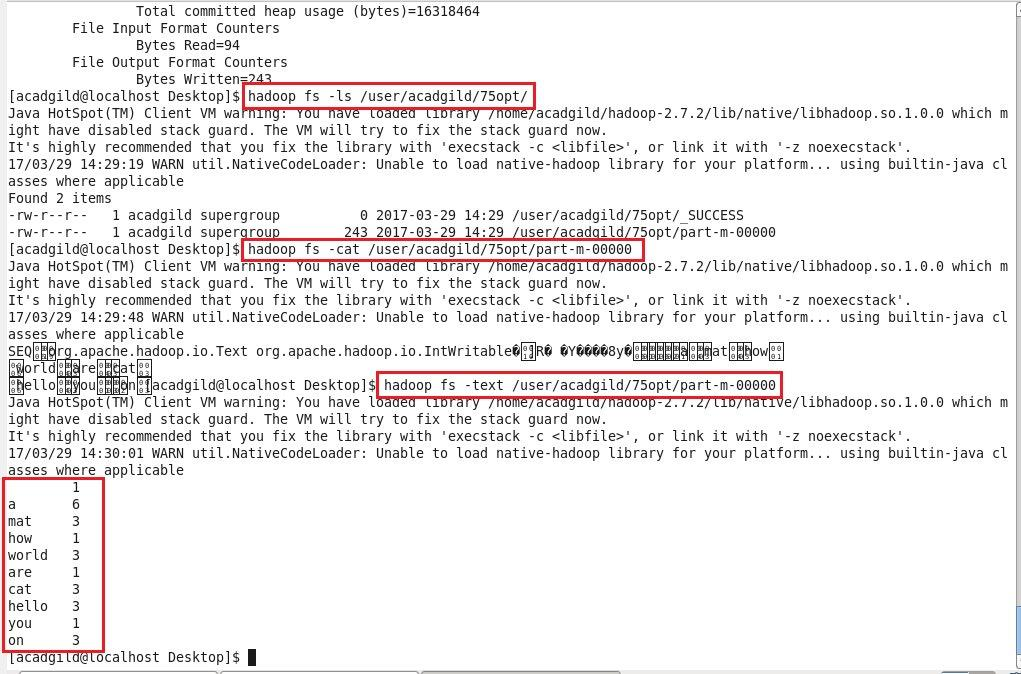 Total committed heap usage (bytes)=16318464
File Input Format Counters
Bytes Read=94
File Output Format Counters
Bytes Written=243
[acadgild@localhost Desktop]$ hadoop fs -ls /user/acadgild/75opt/
Java HotSpot(TM) Client VM warning: You have loaded library /home/acadgild/hadoop-2.7.2/lib/native/libhadoop.so.1.0.0 which m
ight have disabled stack guard. The VM will try to fix the stack guard now.
It's highly recommended that you fix the library with 'execstack -c <libfile>', or link it with '-z noexecstack'.
17/03/29 14:29:19 WARN util.NativeCodeLoader: Unable to load native-hadoop library for your platform... using builtin-java cl
asses where applicable
Found 2 items
-rw-r--r--   1 acadgild supergroup          0 2017-03-29 14:29 /user/acadgild/75opt/_SUCCESS
-rw-r--r--   1 acadgild supergroup        243 2017-03-29 14:29 /user/acadgild/75opt/part-m-00000
[acadgild@localhost Desktop]$ hadoop fs -cat /user/acadgild/75opt/part-m-00000
Java HotSpot(TM) Client VM warning: You have loaded library /home/acadgild/hadoop-2.7.2/lib/native/libhadoop.so.1.0.0 which m
ight have disabled stack guard. The VM will try to fix the stack guard now.
It's highly recommended that you fix the library with 'execstack -c <libfile>', or link it with '-z noexecstack'.
17/03/29 14:29:48 WARN util.NativeCodeLoader: Unable to load native-hadoop library for your platform... using builtin-java cl
asses where applicable
SEQ org.apache.hadoop.io.Text org.apache.hadoop.io.IntWritable R Y 8y a mat how
world are cat
hello you on [acadgild@localhost Desktop]$ hadoop fs -text /user/acadgild/75opt/part-m-00000
Java HotSpot(TM) Client VM warning: You have loaded library /home/acadgild/hadoop-2.7.2/lib/native/libhadoop.so.1.0.0 which m
ight have disabled stack guard. The VM will try to fix the stack guard now.
It's highly recommended that you fix the library with 'execstack -c <libfile>', or link it with '-z noexecstack'.
17/03/29 14:30:01 WARN util.NativeCodeLoader: Unable to load native-hadoop library for your platform... using builtin-java cl
asses where applicable
1
a       6
mat     3
how     1
world   3
are     1
cat     3
hello   3
you     1
on      3
[acadgild@localhost Desktop]$